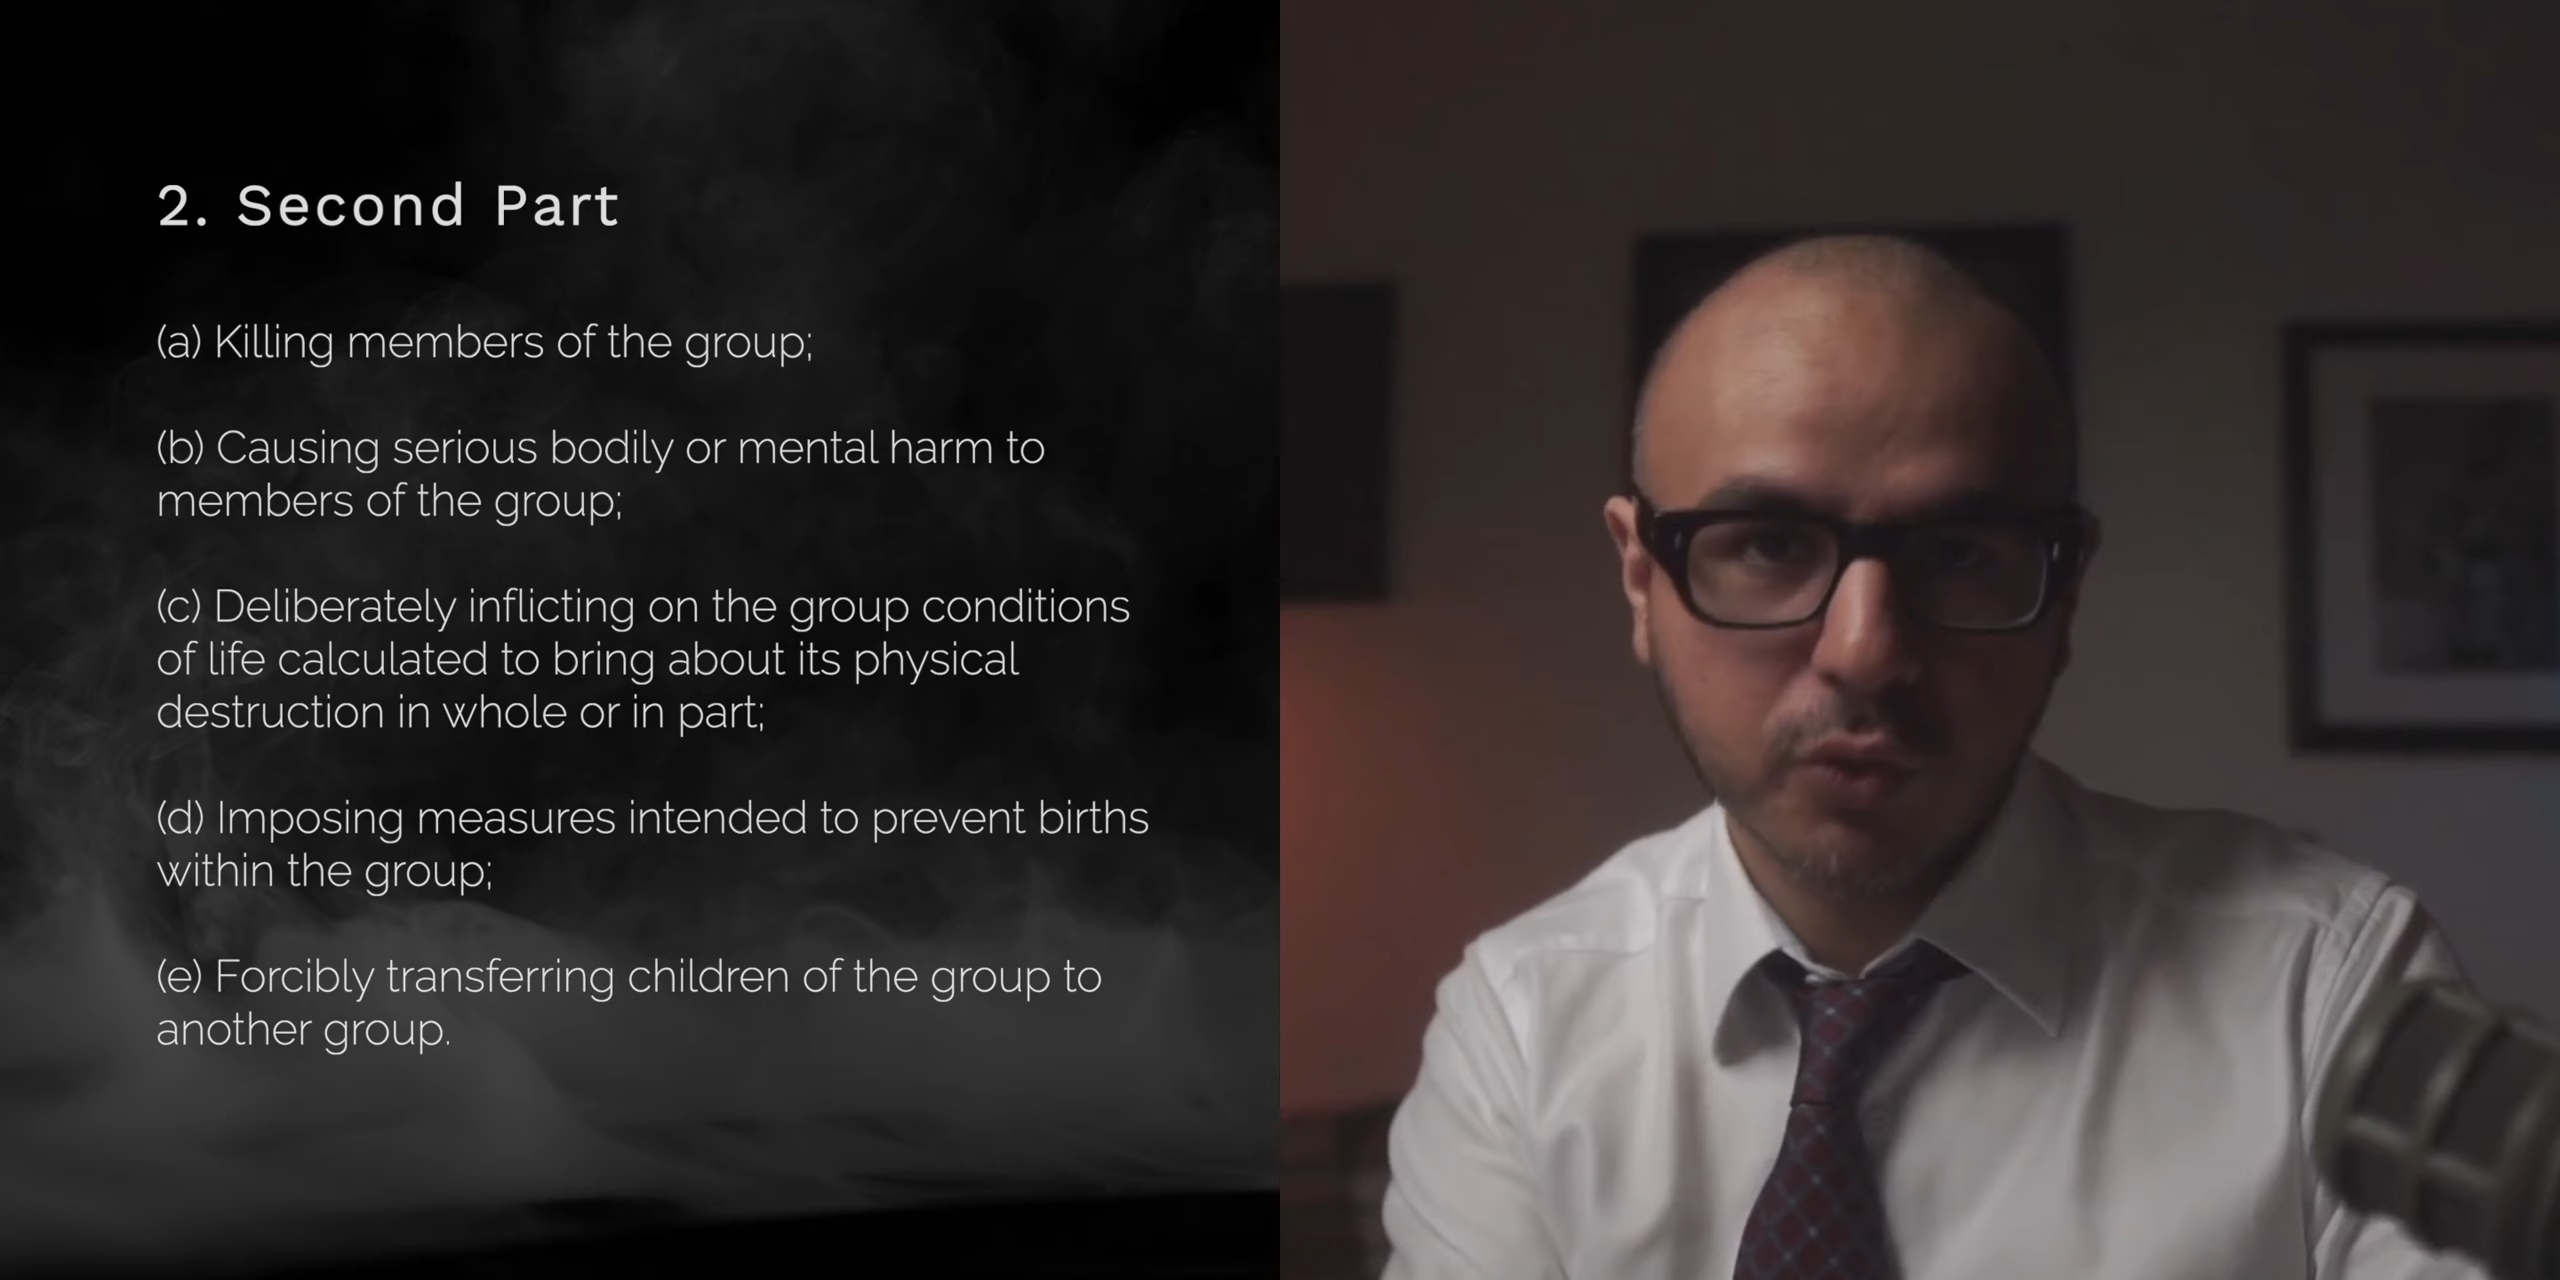 2. Second Part
(a) Killing members of the group;
(b) Causing serious bodily or mental harm to
members of the group;
(c) Deliberately inflicting on the group conditions
of life calculated to bring about its physical
destruction in whole or in part;
(d) Imposing measures intended to prevent births
within the group;
(e) Forcibly transferring children of the group to
another group.